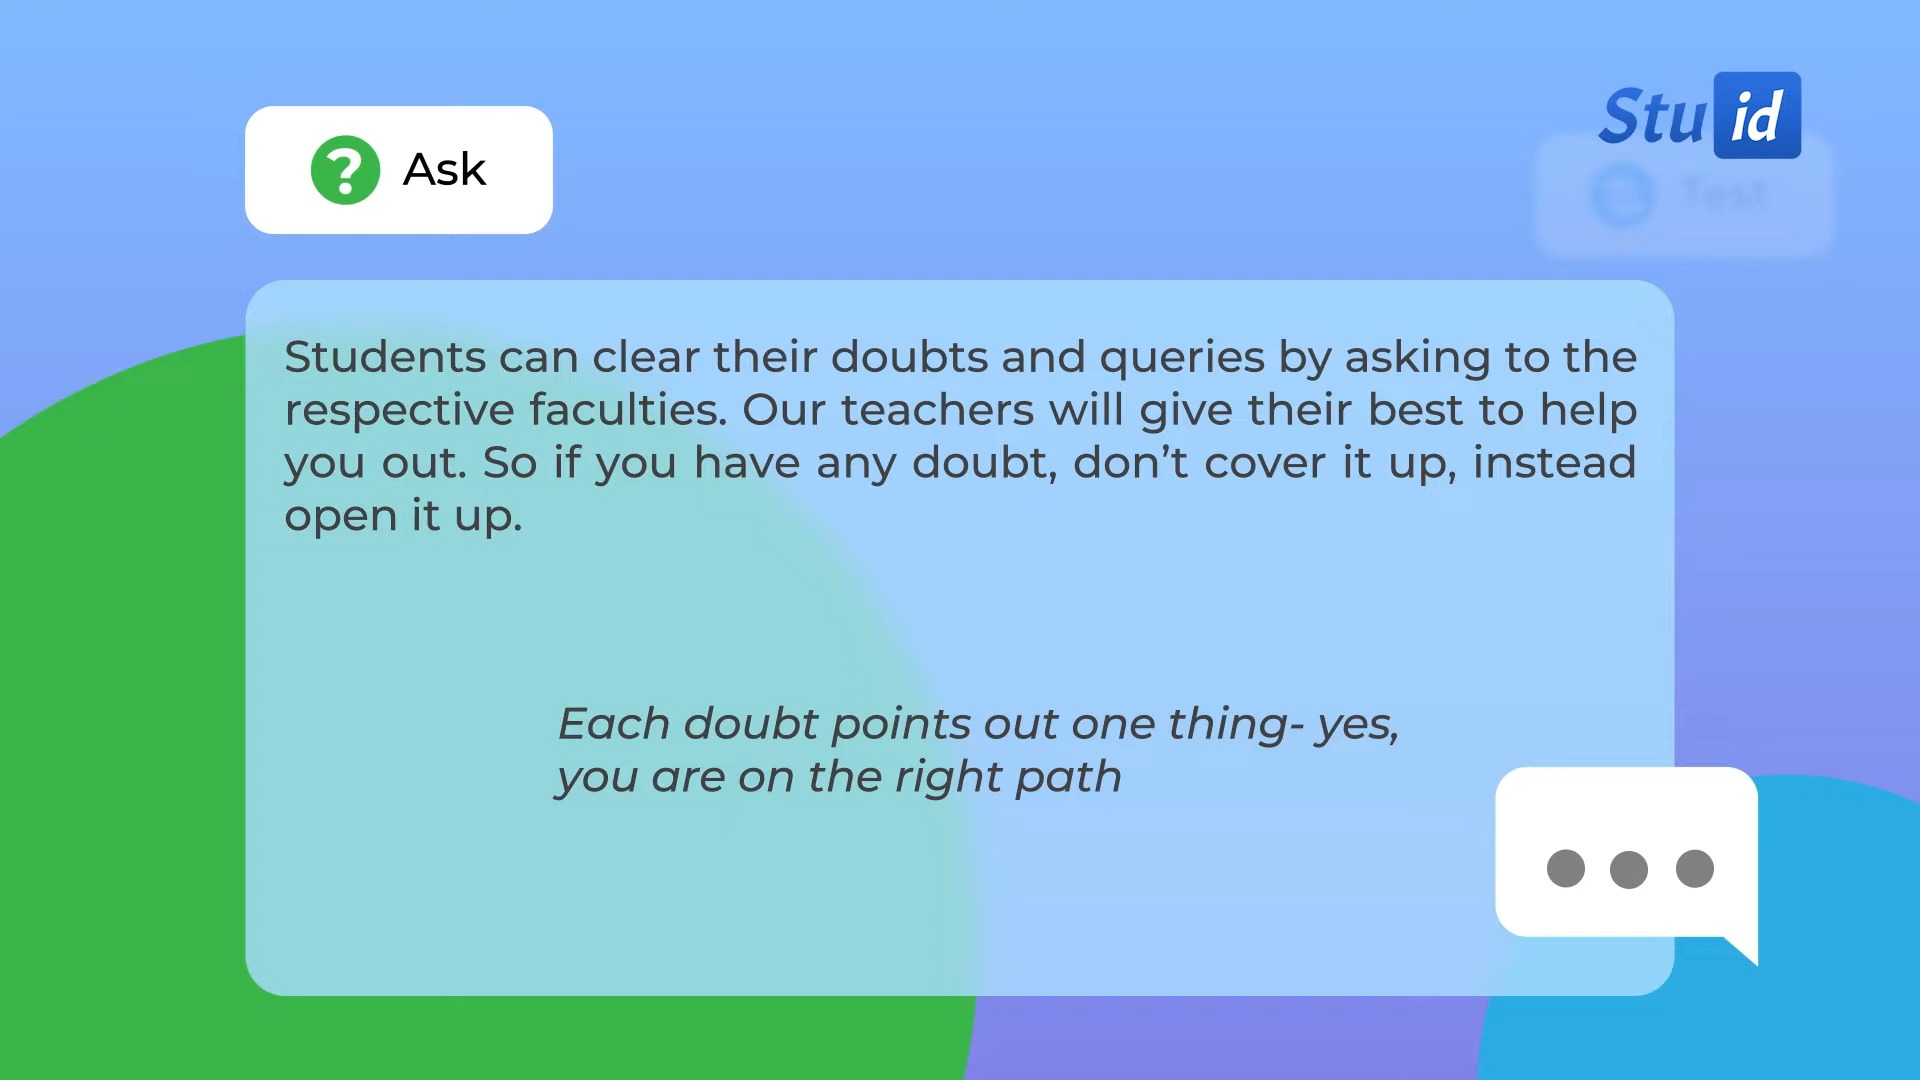 Stu id
? Ask
Test
Students can clear their doubts and queries by asking to the
respective faculties. Our teachers will give their best to help
you out. So if you have any doubt, don’t cover it up, instead
open it up.
Each doubt points out one thing- yes,
you are on the right path